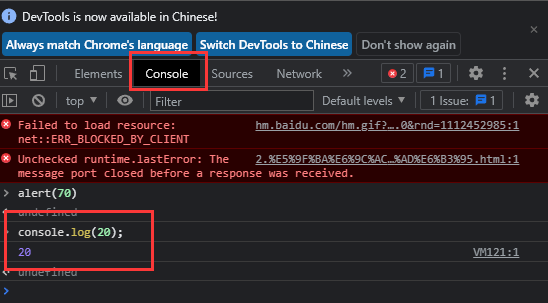 DevTools is now available in Chinese!
Always match Chrome's language Switch DevTools to Chinese Don't show again
Elements Console Sources Network » 2 1
top Filter Default levels 1 Issue: 1
Failed to load resource: hm.baidu.com/hm.gif?…0&rnd=1112452985:1
net::ERR_BLOCKED_BY_CLIENT
Unchecked runtime.lastError: The 2.%E5%9F%BA%E6%9C%AC…%AD%E6%B3%95.html:1
message port closed before a response was received.
> alert(70)
undefined
console.log(20);
20 VM121:1
undefined
>